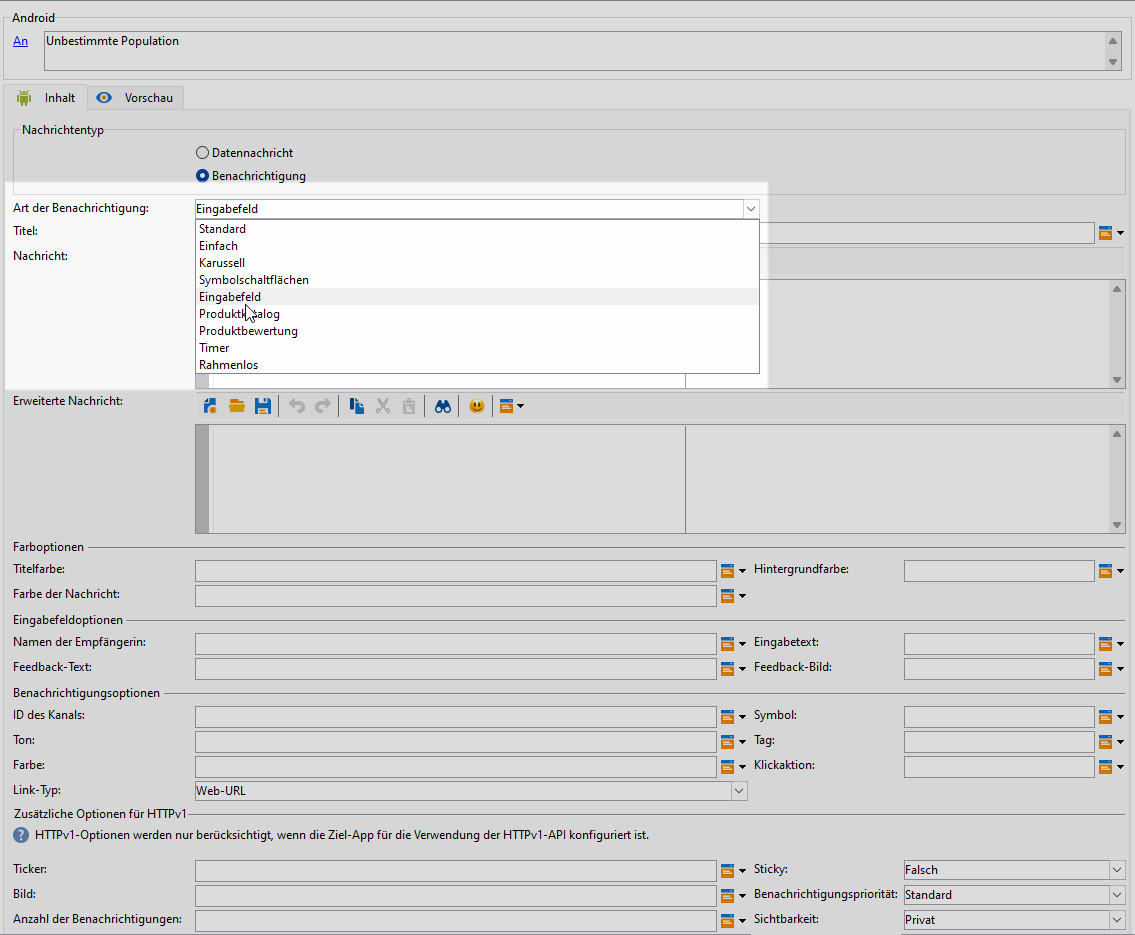 Android
An Unbestimmte Population
Inhalt Vorschau
Nachrichtentyp
Datennachricht
Benachrichtigung
Art der Benachrichtigung: Eingabefeld
Titel:
Nachricht:
Standard
Einfach
Karussell
Symbolschaltflächen
Eingabefeld
Produktkatalog
Produktbewertung
Timer
Rahmenlos
Erweiterte Nachricht:
Farboptionen
Titelfarbe: Hintergrundfarbe:
Farbe der Nachricht:
Eingabefeldoptionen
Namen der Empfängerin: Eingabetext:
Feedback-Text: Feedback-Bild:
Benachrichtigungsoptionen
ID des Kanals: Symbol:
Ton: Tag:
Farbe: Klickaktion:
Link-Typ: Web-URL
Zusätzliche Optionen für HTTPv1
HTTPv1-Optionen werden nur berücksichtigt, wenn die Ziel-App für die Verwendung der HTTPv1-API konfiguriert ist.
Ticker: Sticky: Falsch
Bild: Benachrichtigungspriorität: Standard
Anzahl der Benachrichtigungen: Sichtbarkeit: Privat